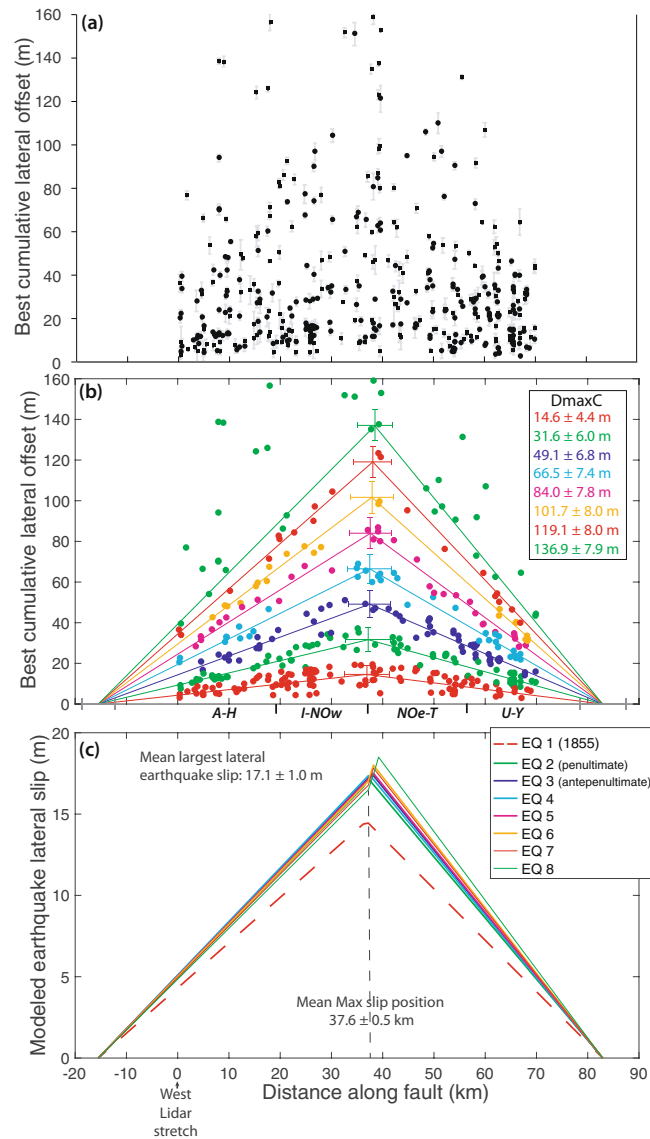 (a)
160
140
120
100
80
60
40
20
0
Best cumulative lateral offset (m)
(b)
160
140
120
100
80
60
40
20
0
Best cumulative lateral offset (m)
DmaxC
14.6 ± 4.4 m
31.6 ± 6.0 m
49.1 ± 6.8 m
66.5 ± 7.4 m
84.0 ± 7.8 m
101.7 ± 8.0 m
119.1 ± 8.0 m
136.9 ± 7.9 m
A-H I-NOw NOe-T U-Y
(c)
20
15
10
5
0
Modeled earthquake lateral slip (m)
Mean largest lateral
earthquake slip: 17.1 ± 1.0 m
EQ 1 (1855)
EQ 2 (penultimate)
EQ 3 (antepenultimate)
EQ 4
EQ 5
EQ 6
EQ 7
EQ 8
Mean Max slip position
37.6 ± 0.5 km
-20 -10 0 10 20 30 40 50 60 70 80 90
Distance along fault (km)
West
Lidar
stretch